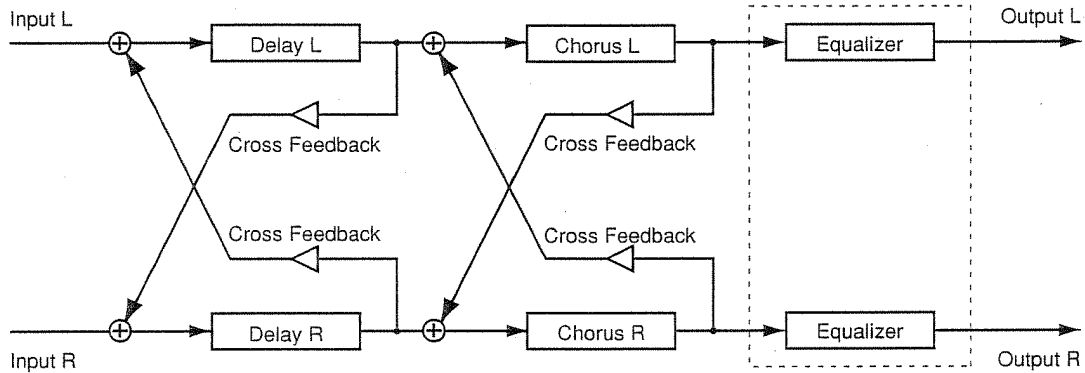 Input L
Output L
Delay L
Chorus L
Equalizer
Cross Feedback
Cross Feedback
Cross Feedback
Cross Feedback
Delay R
Chorus R
Equalizer
Input R
Output R